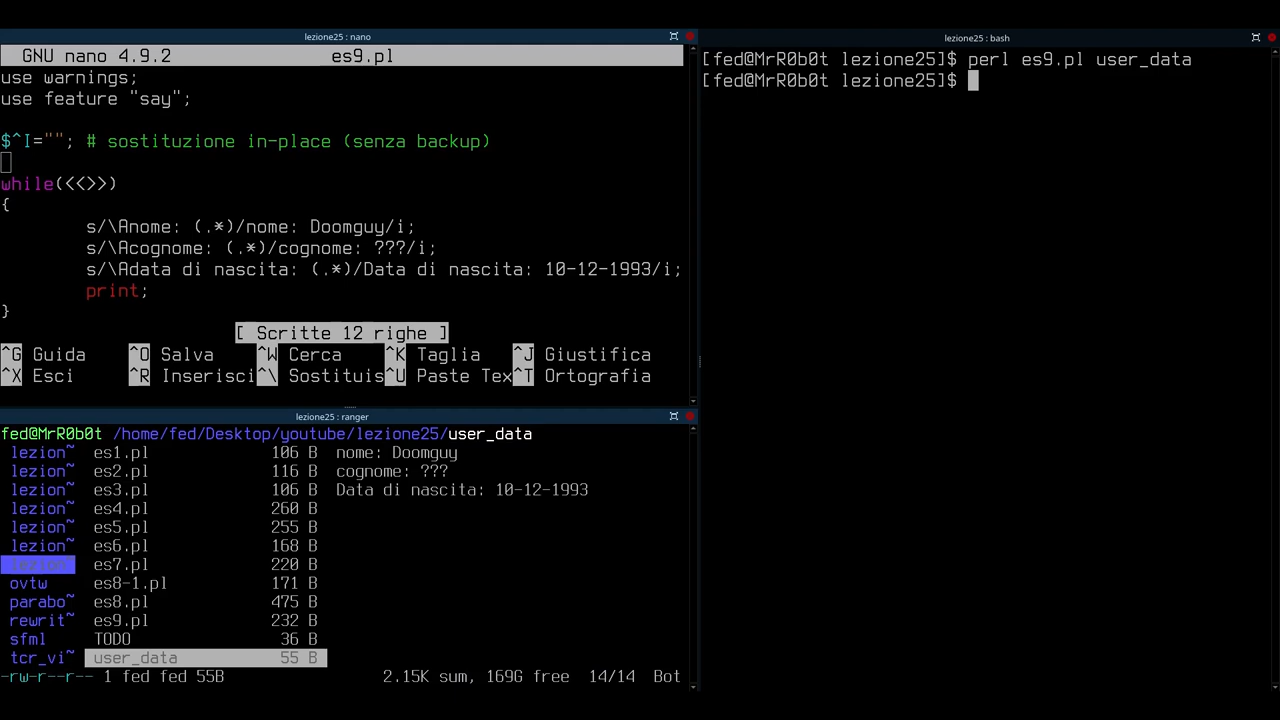 lezione25 : nano
GNU nano 4.9.2 es9.pl
use warnings;
use feature "say";
$^I=""; # sostituzione in-place (senza backup)
while(<<>>)
{
s/\Anome: (.*)/nome: Doomguy/i;
s/\Acognome: (.*)/cognome: ???/i;
s/\Adata di nascita: (.*)/Data di nascita: 10-12-1993/i;
print;
}
[ Scritte 12 righe ]
^G Guida ^O Salva ^W Cerca ^K Taglia ^J Giustifica
^X Esci ^R Inserisci ^\ Sostituis ^U Paste Tex ^T Ortografia
lezione25 : ranger
fed@MrR0b0t /home/fed/Desktop/youtube/lezione25/user_data
lezion~ es1.pl 106 B nome: Doomguy
lezion~ es2.pl 116 B cognome: ???
lezion~ es3.pl 106 B Data di nascita: 10-12-1993
lezion~ es4.pl 260 B
lezion~ es5.pl 255 B
lezion~ es6.pl 168 B
lezion~ es7.pl 220 B
ovtw es8-1.pl 171 B
parabo~ es8.pl 475 B
rewrit~ es9.pl 232 B
sfml TODO 36 B
tcr_vi~ user_data 55 B
-rw-r--r-- 1 fed fed 55B 2.15K sum, 169G free 14/14 Bot
lezione25 : bash
[fed@MrR0b0t lezione25]$ perl es9.pl user_data
[fed@MrR0b0t lezione25]$